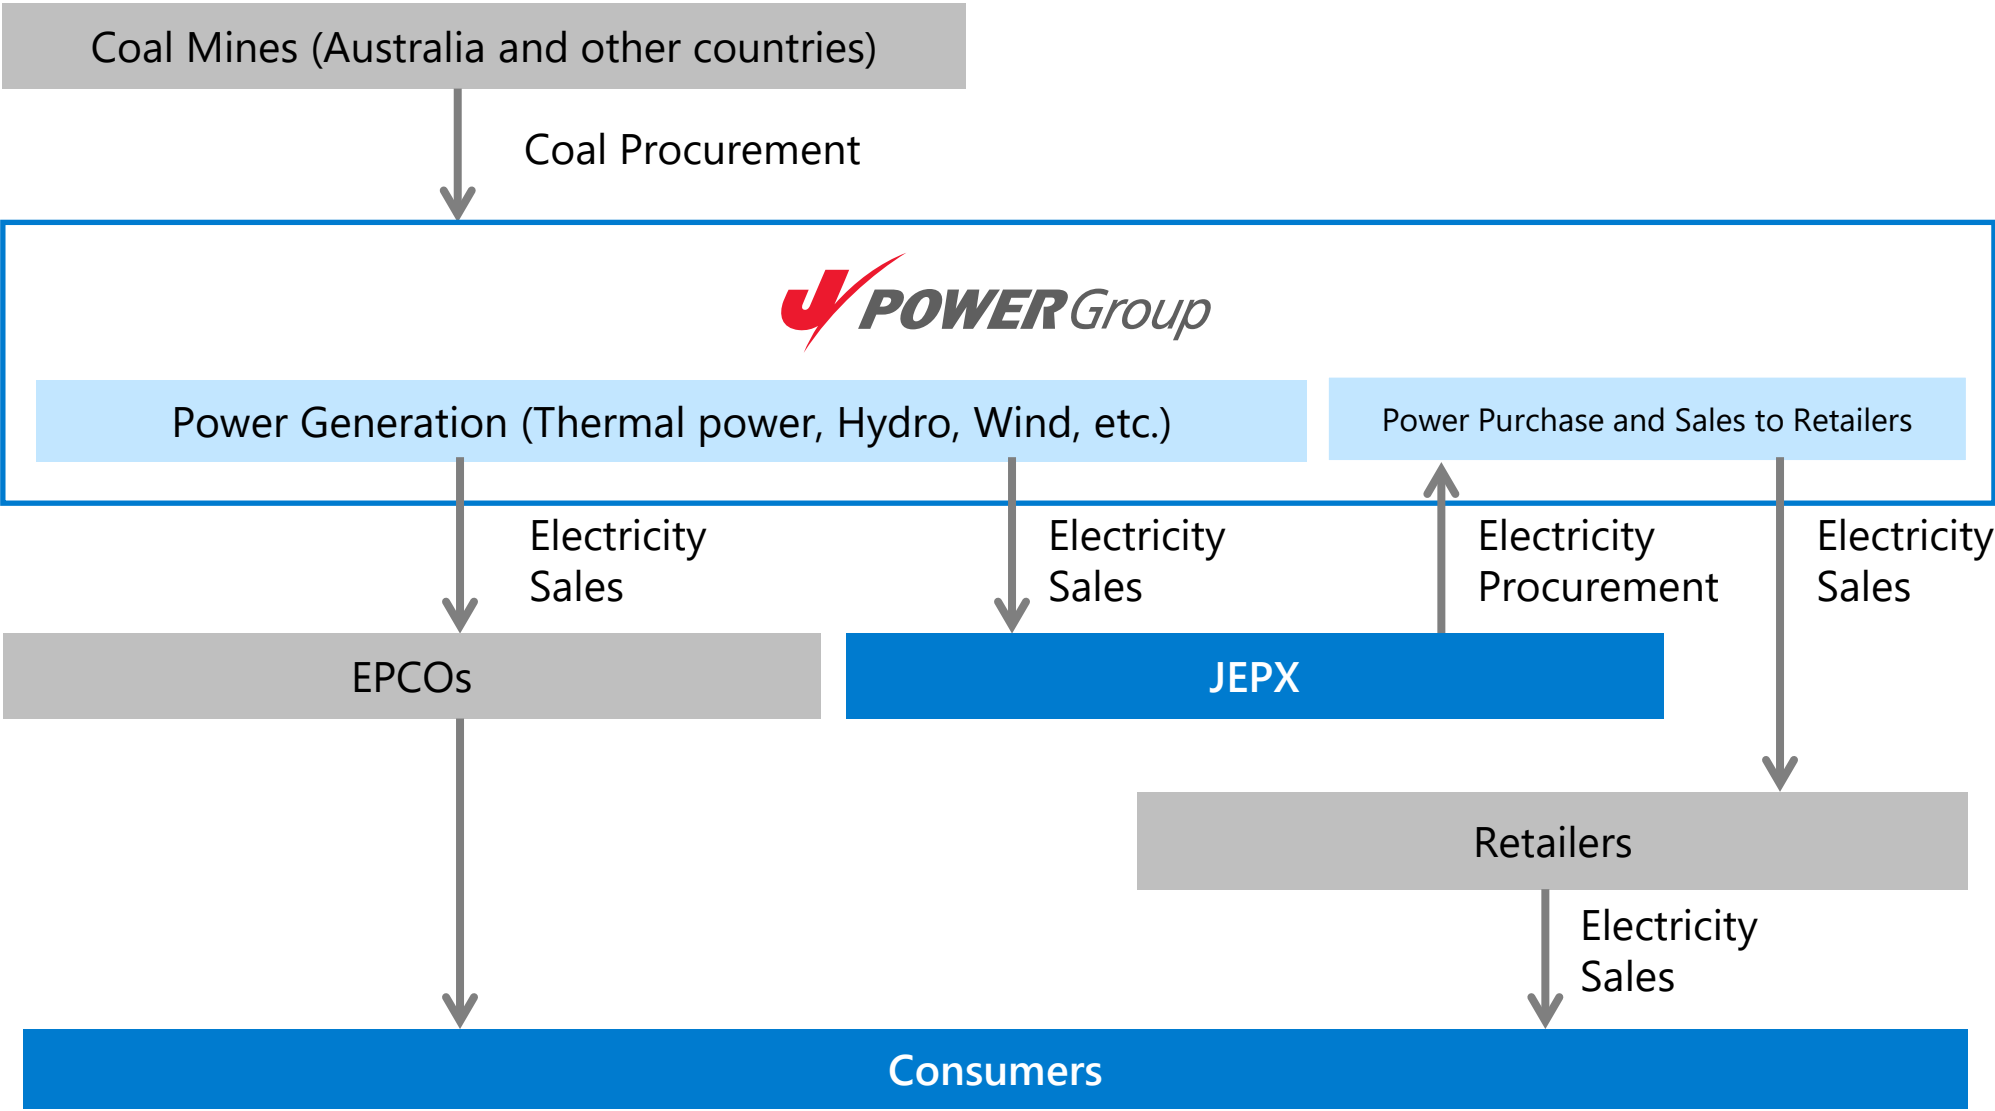 Coal Mines (Australia and other countries)
Coal Procurement
J POWER Group
Power Generation (Thermal power, Hydro, Wind, etc.)
Power Purchase and Sales to Retailers
Electricity
Sales
Electricity
Sales
Electricity
Procurement
Electricity
Sales
EPCOs
JEPX
Retailers
Electricity
Sales
Consumers